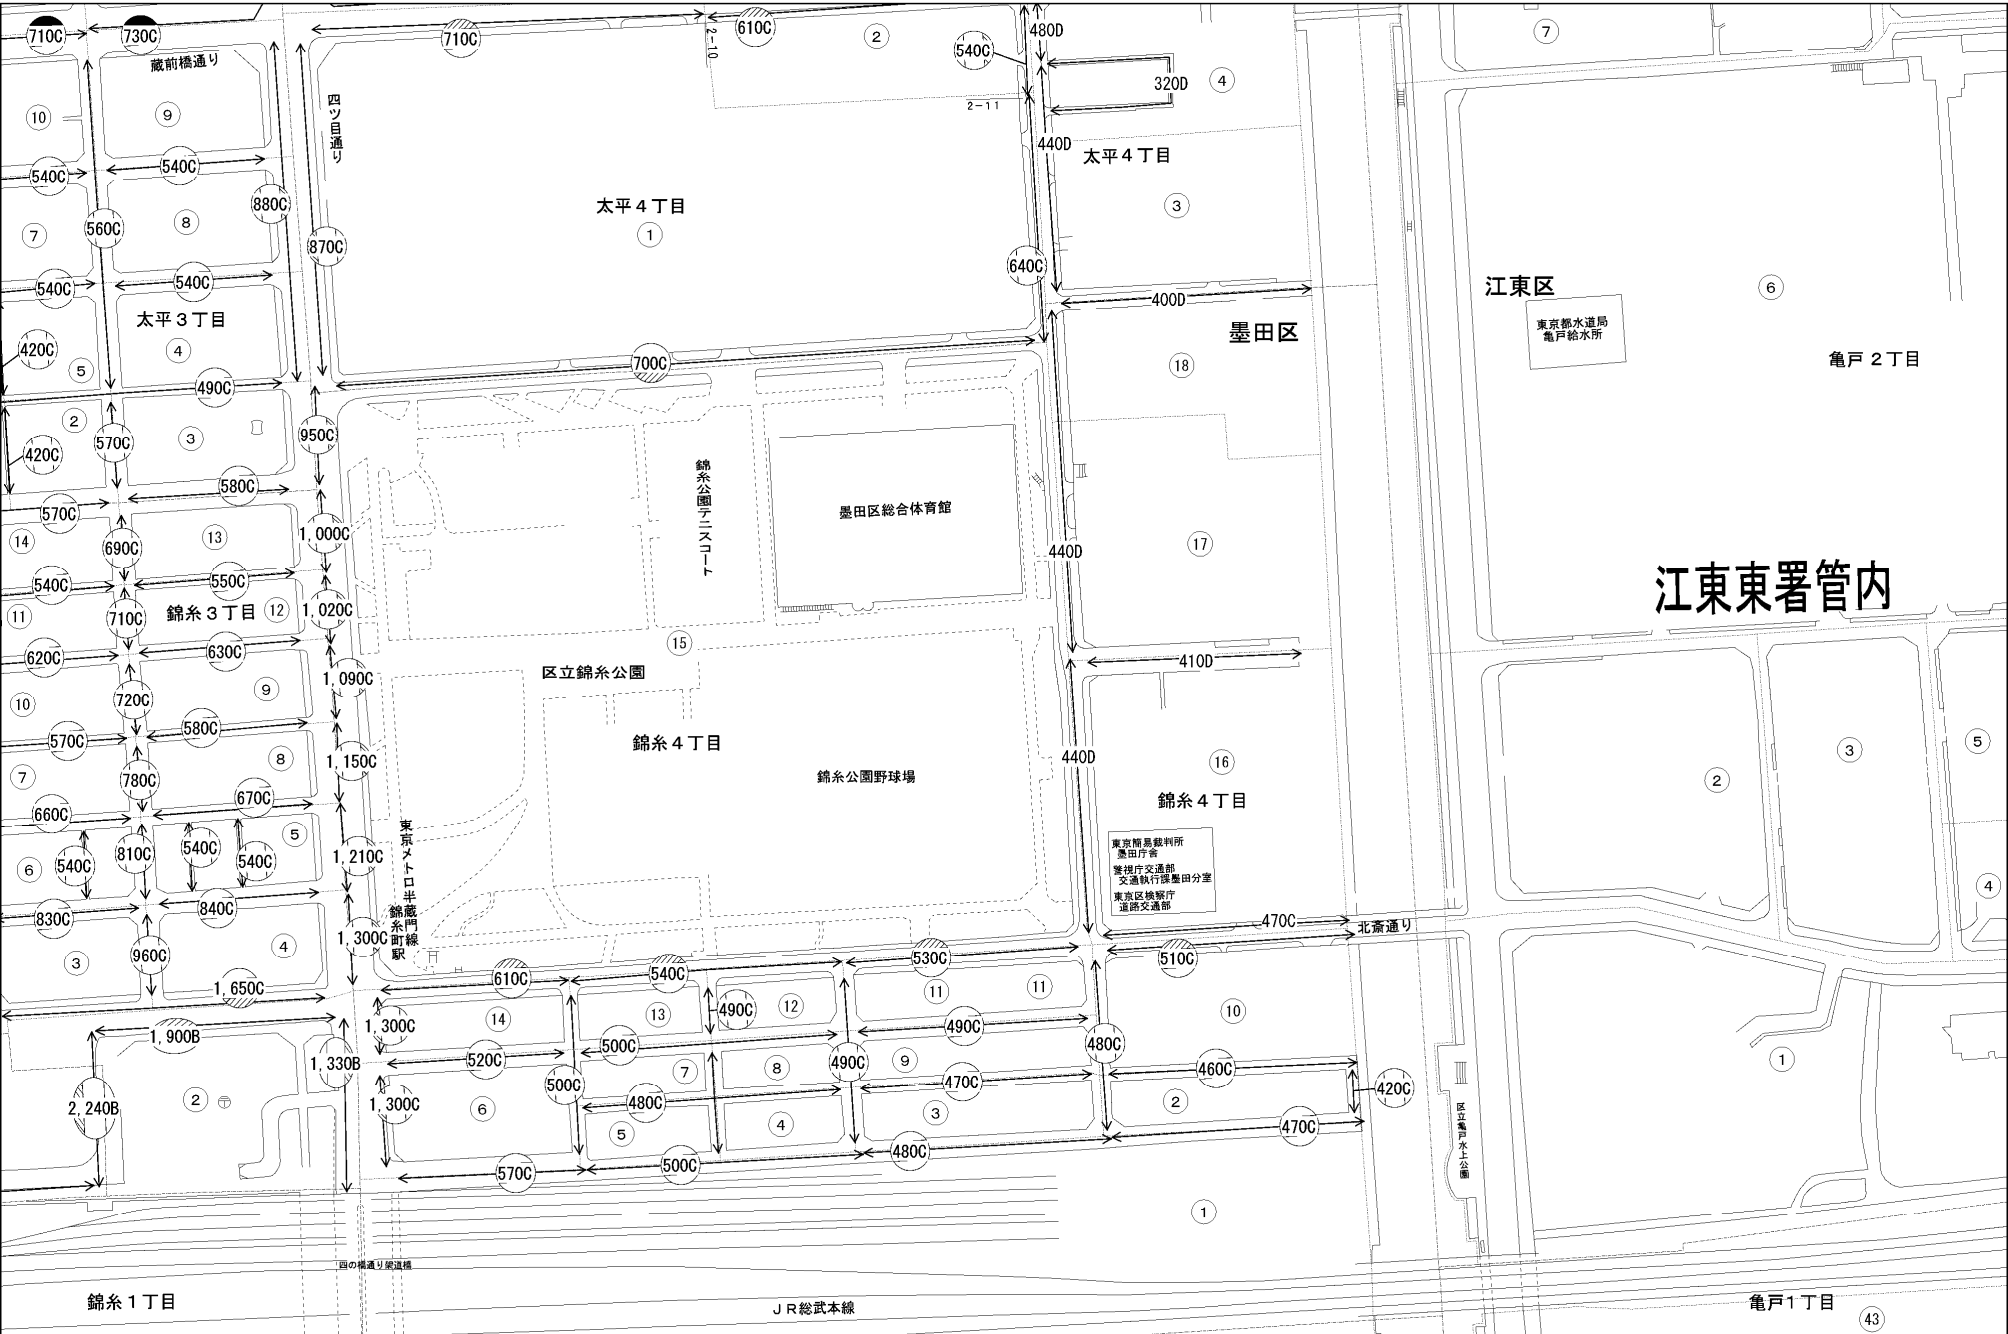 710C
730C
710C
610C
2
480D
540C
7
蔵前橋通り
2-10
320D
4
四ツ目通り
2-11
10
9
440D
太平4丁目
540C
540C
880C
太平4丁目
1
3
7
560C
8
870C
640C
540C
540C
400D
江東区
6
太平3丁目
墨田区
東京都水道局
亀戸給水所
420C
5
4
700C
18
亀戸2丁目
490C
2
570C
3
950C
420C
580C
錦糸公園テニスコート
墨田区総合体育館
570C
14
690C
13
1,000C
440D
17
540C
550C
江東東署管内
11
710C
錦糸3丁目
12
1,020C
620C
630C
15
410D
区立錦糸公園
1,090C
10
720C
9
570C
580C
錦糸4丁目
440D
3
5
7
780C
8
1,150C
錦糸公園野球場
16
2
錦糸4丁目
660C
670C
5
東京メトロ半蔵門線
錦糸町駅
6
540C
810C
540C
540C
1,210C
東京簡易裁判所
墨田庁舎
警視庁交通部
交通執行課墨田分室
東京区検察庁
道路交通部
4
830C
840C
470C
北斎通り
3
960C
4
1,300C
530C
510C
1,650C
610C
540C
11
11
1,900B
1,300C
14
13
490C
12
490C
10
1,330B
520C
500C
480C
2,240B
2
500C
7
8
490C
9
470C
460C
420C
1
1,300C
6
480C
3
2
5
4
470C
区立亀戸水上公園
570C
500C
480C
1
四の橋通り架道橋
錦糸1丁目
JR総武本線
亀戸1丁目
43